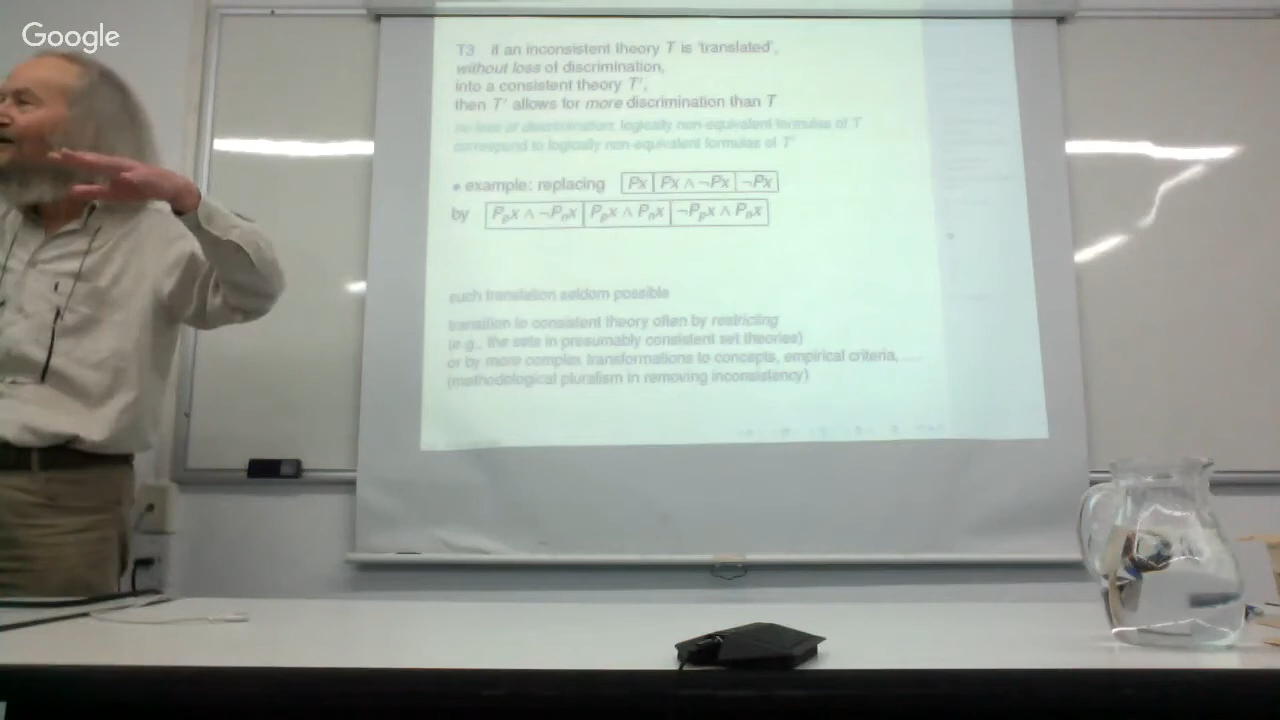 Google
T3 if an inconsistent theory T is 'translated',
without loss of discrimination,
into a consistent theory T',
then T' allows for more discrimination than T
no loss of discrimination: logically non-equivalent formulas of T
correspond to logically non-equivalent formulas of T'
• example: replacing Px Px ∧ ¬Px ¬Px
by Pₚx ∧ ¬Pₙx Pₚx ∧ Pₙx ¬Pₚx ∧ Pₙx
such translation seldom possible
transition to consistent theory often by restricting
(e.g., the sets in presumably consistent set theories)
or by more complex transformations to concepts, empirical criteria, ...
(methodological pluralism in removing inconsistency)